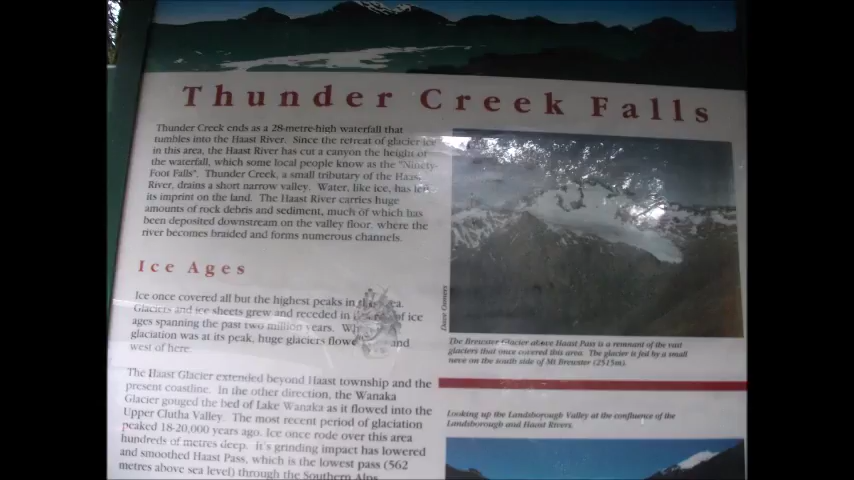 Thunder Creek Falls
Thunder Creek ends as a 28-metre-high waterfall that
tumbles into the Haast River. Since the retreat of glacier ice
in this area, the Haast River has cut a canyon the height of
the waterfall, which some local people know as the "Ninety-
Foot Falls". Thunder Creek, a small tributary of the Haast
River, drains a short narrow valley. Water, like ice, has left
its imprint on the land. The Haast River carries huge
amounts of rock debris and sediment, much of which has
been deposited downstream on the valley floor, where the
river becomes braided and forms numerous channels.
Ice Ages
Ice once covered all but the highest peaks in area.
Glaciers and ice sheets grew and receded in of ice
ages spanning the past two million years.
glaciation was at its peak, huge glaciers and
west of here.
The Haast Glacier extended beyond Haast township and the
present coastline. In the other direction, the Wanaka
Glacier gouged the bed of Lake Wanaka as it flowed into the
Upper Clutha Valley. The most recent period of glaciation
peaked 18-20,000 years ago. Ice once rode over this area
hundreds of metres deep. It's grinding impact has lowered
and smoothed Haast Pass, which is the lowest pass (562
metres above sea level) through the Southern Alps
The Brewster Glacier above Haast Pass is a remnant of the vast
glaciers that once covered this area. The glacier is fed by a small
neve on the south side of Mt Brewster (2515m).
Looking up the Landsborough Valley at the confluence of the
Landsborough and Haast Rivers.